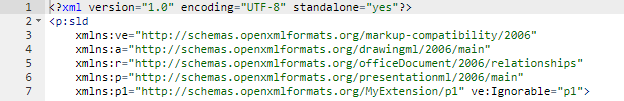 1 <?xml version="1.0" encoding="UTF-8" standalone="yes"?>
2 <p:sld
3 xmlns:ve="http://schemas.openxmlformats.org/markup-compatibility/2006"
4 xmlns:a="http://schemas.openxmlformats.org/drawingml/2006/main"
5 xmlns:r="http://schemas.openxmlformats.org/officeDocument/2006/relationships"
6 xmlns:p="http://schemas.openxmlformats.org/presentationml/2006/main"
7 xmlns:p1="http://schemas.openxmlformats.org/MyExtension/p1" ve:Ignorable="p1">